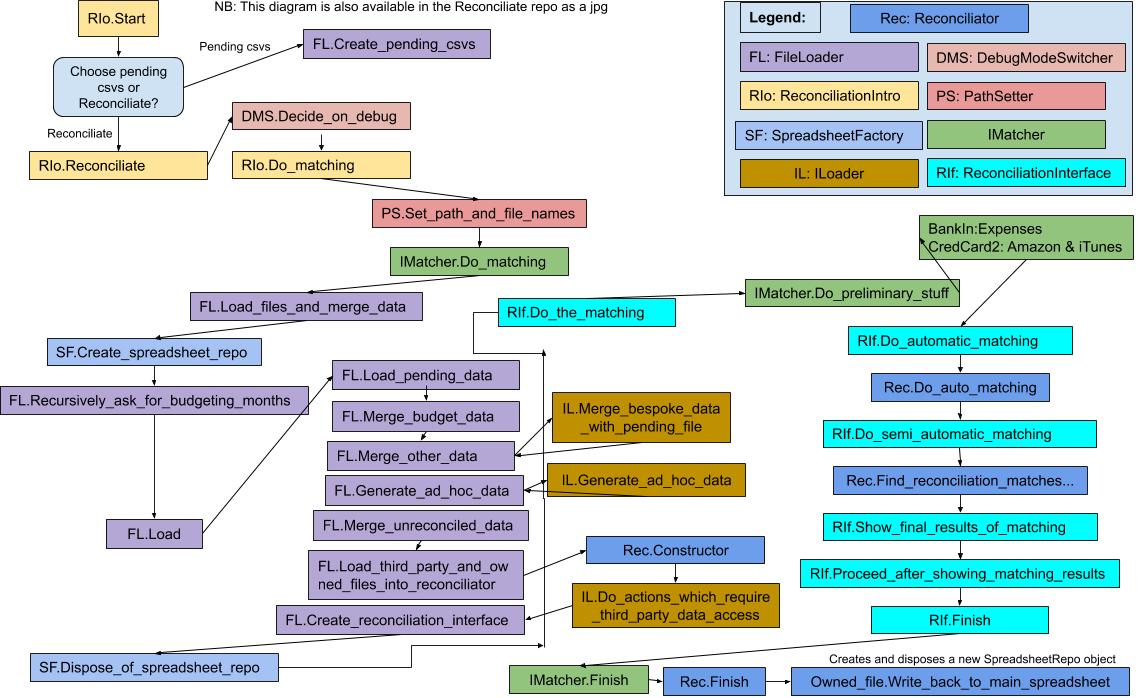 NB: This diagram is also available in the Reconciliate repo as a jpg
RIo.Start
Choose pending
csvs or
Reconciliate?
Pending csvs
FL.Create_pending_csvs
Reconciliate
RIo.Reconciliate
DMS.Decide_on_debug
RIo.Do_matching
PS.Set_path_and_file_names
IMatcher.Do_matching
FL.Load_files_and_merge_data
SF.Create_spreadsheet_repo
FL.Recursively_ask_for_budgeting_months
FL.Load
FL.Load_pending_data
FL.Merge_budget_data
FL.Merge_other_data
IL.Merge_bespoke_data
_with_pending_file
FL.Generate_ad_hoc_data
IL.Generate_ad_hoc_data
FL.Merge_unreconciled_data
FL.Load_third_party_and_ow
ned_files_into_reconciliator
Rec.Constructor
IL.Do_actions_which_require
_third_party_data_access
FL.Create_reconciliation_interface
SF.Dispose_of_spreadsheet_repo
RIf.Do_the_matching
IMatcher.Do_preliminary_stuff
BankIn:Expenses
CredCard2: Amazon & iTunes
RIf.Do_automatic_matching
Rec.Do_auto_matching
RIf.Do_semi_automatic_matching
Rec.Find_reconciliation_matches...
RIf.Show_final_results_of_matching
RIf.Proceed_after_showing_matching_results
RIf.Finish
IMatcher.Finish
Rec.Finish
Creates and disposes a new SpreadsheetRepo object
Owned_file.Write_back_to_main_spreadsheet
Legend:
Rec: Reconciliator
FL: FileLoader
DMS: DebugModeSwitcher
RIo: ReconciliationIntro
PS: PathSetter
SF: SpreadsheetFactory
IMatcher
IL: ILoader
RIf: ReconciliationInterface